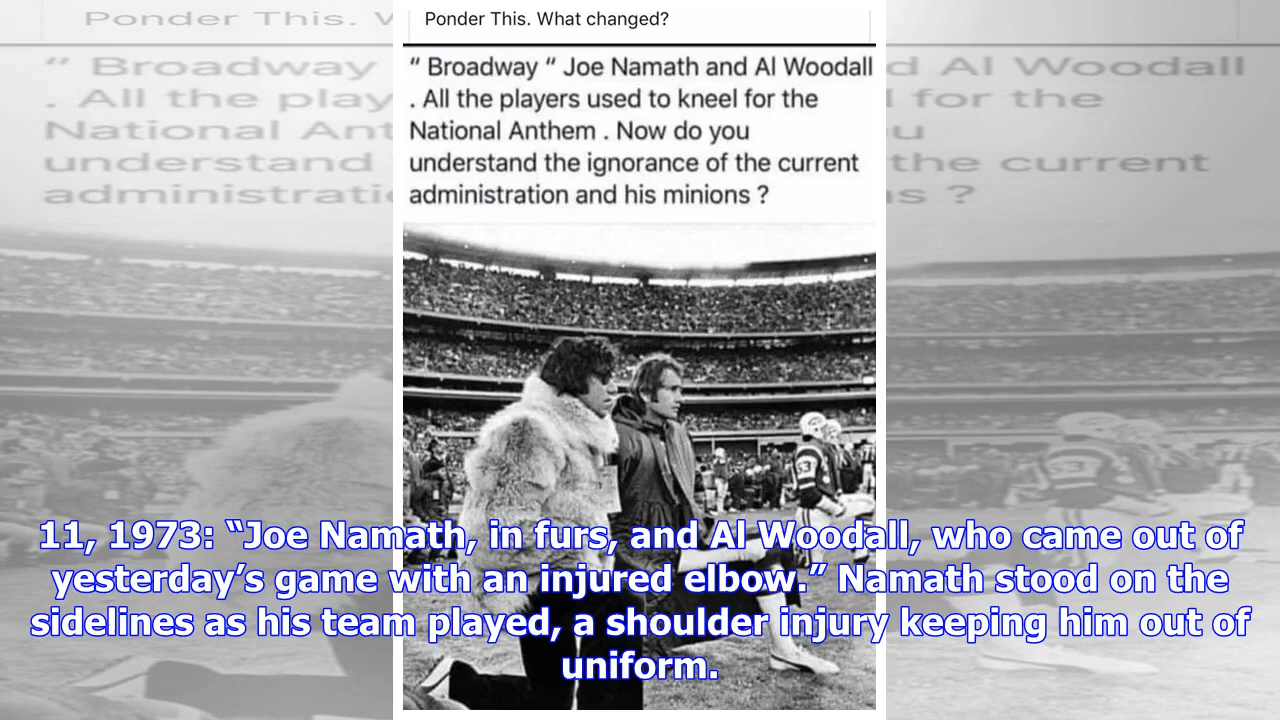 Ponder This. What changed?
“ Broadway “ Joe Namath and Al Woodall
. All the players used to kneel for the
National Anthem . Now do you
understand the ignorance of the current
administration and his minions ?
53
11, 1973: “Joe Namath, in furs, and Al Woodall, who came out of
yesterday’s game with an injured elbow.” Namath stood on the
sidelines as his team played, a shoulder injury keeping him out of
uniform.